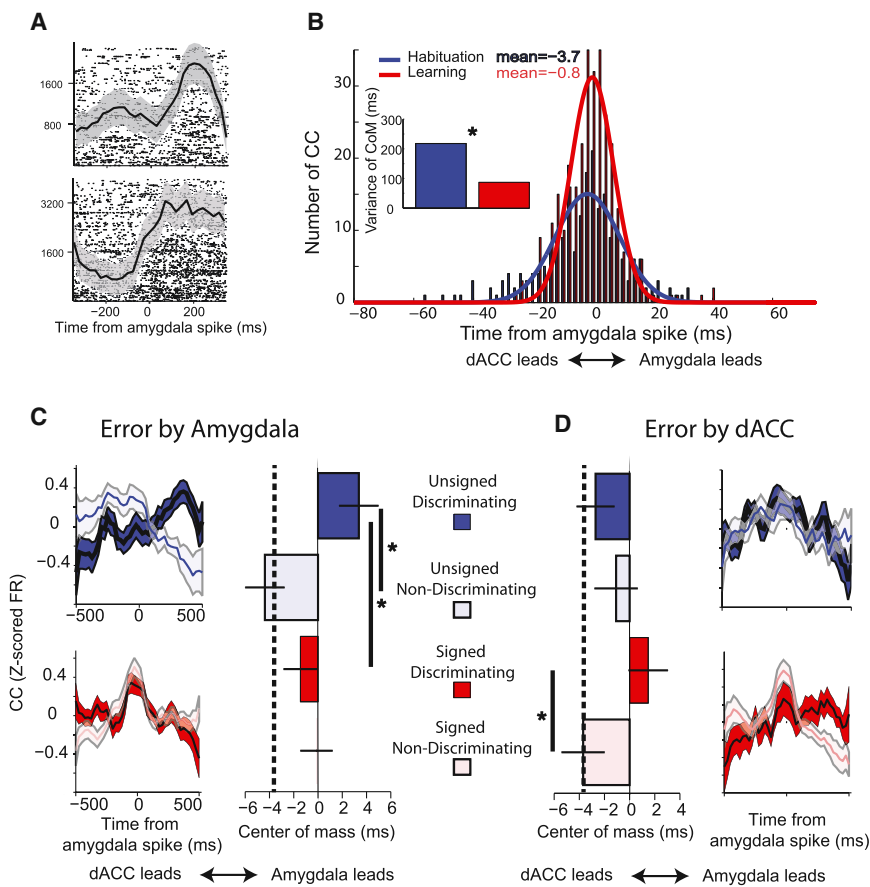 A
1600
800
3200
1600
−200
0
200
Time from amygdala spike (ms)
B
Habituation mean=−3.7
Learning mean=−0.8
Number of CC
30
20
10
0
Variance of CoM (ms)
300
200
100
0
*
−80 −60 −40 −20 0 20 40 60
Time from amygdala spike (ms)
dACC leads Amygdala leads
C
Error by Amygdala
CC (Z-scored FR)
0.4
0
−0.4
−500 0 500
0.4
0
−0.4
−500 0 500
Time from
amygdala spike (ms)
*
*
−6 −4 −2 0 2 4 6
Center of mass (ms)
dACC leads Amygdala leads
Unsigned
Discriminating
Unsigned
Non-Discriminating
Signed
Discriminating
Signed
Non-Discriminating
D
Error by dACC
*
−6 −4 −2 0 2 4
Center of mass (ms)
Time from
amygdala spike (ms)
dACC leads Amygdala leads